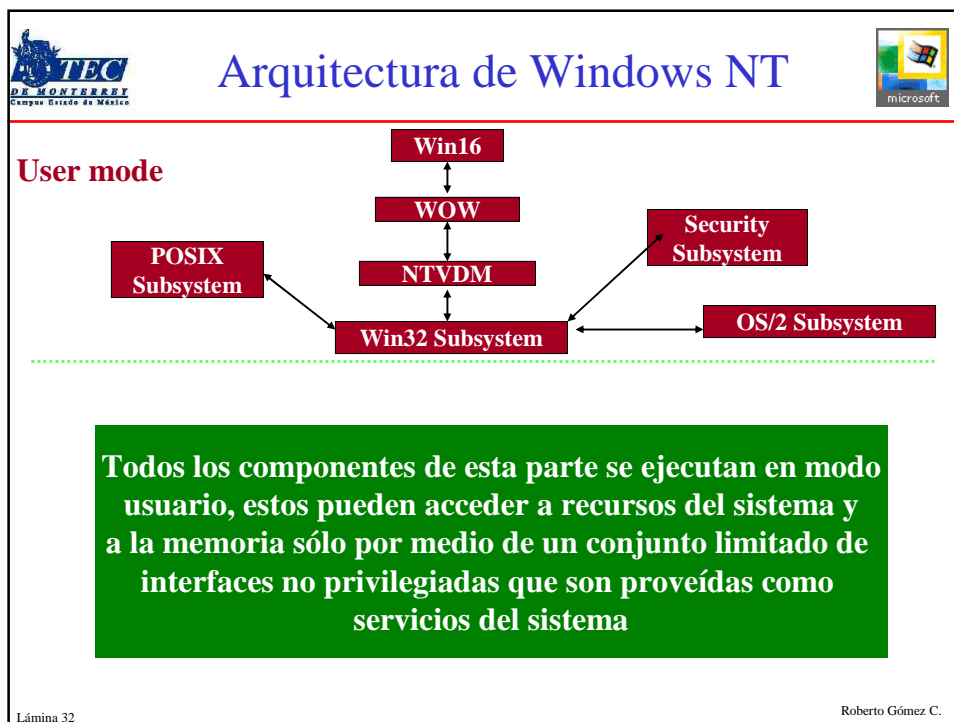 TEC
DE MONTERREY
Campus Estado de México
Arquitectura de Windows NT
microsoft
User mode
Win16
WOW
NTVDM
POSIX
Subsystem
Security
Subsystem
Win32 Subsystem
OS/2 Subsystem
Todos los componentes de esta parte se ejecutan en modo
usuario, estos pueden acceder a recursos del sistema y
a la memoria sólo por medio de un conjunto limitado de
interfaces no privilegiadas que son proveídas como
servicios del sistema
Lámina 32
Roberto Gómez C.